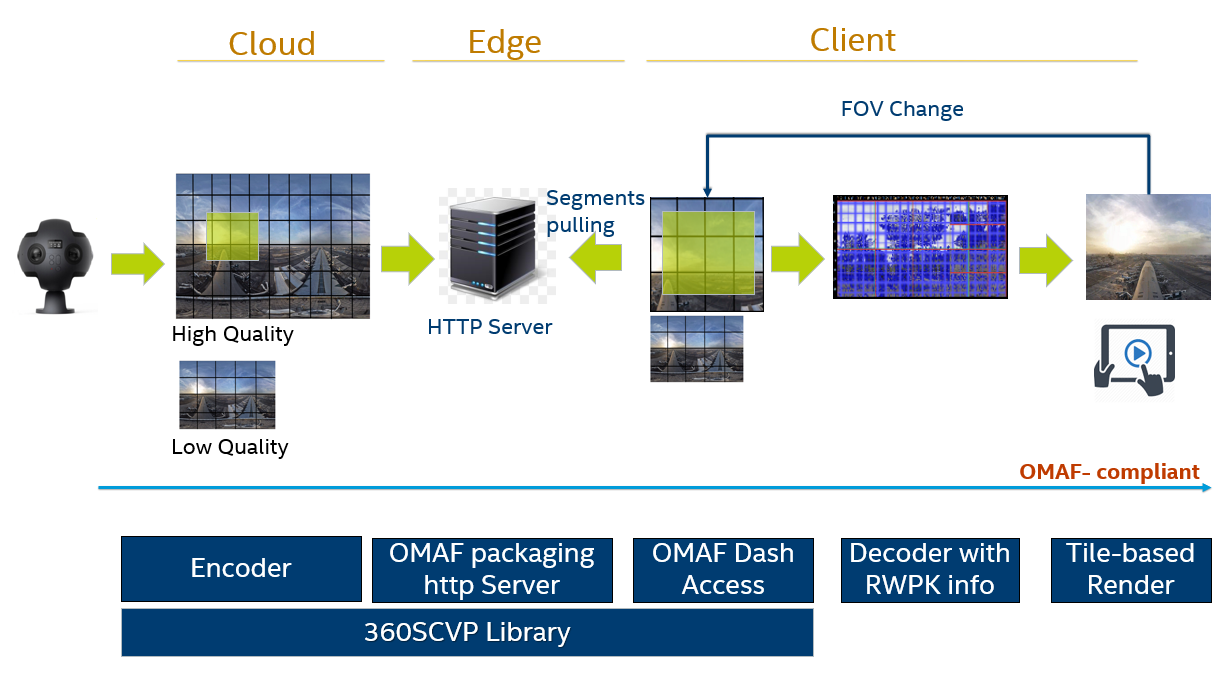 Cloud
Edge
Client
FOV Change
Segments
pulling
High Quality
HTTP Server
Low Quality
OMAF- compliant
Encoder
OMAF packaging
http Server
OMAF Dash
Access
Decoder with
RWPK info
Tile-based
Render
360SCVP Library